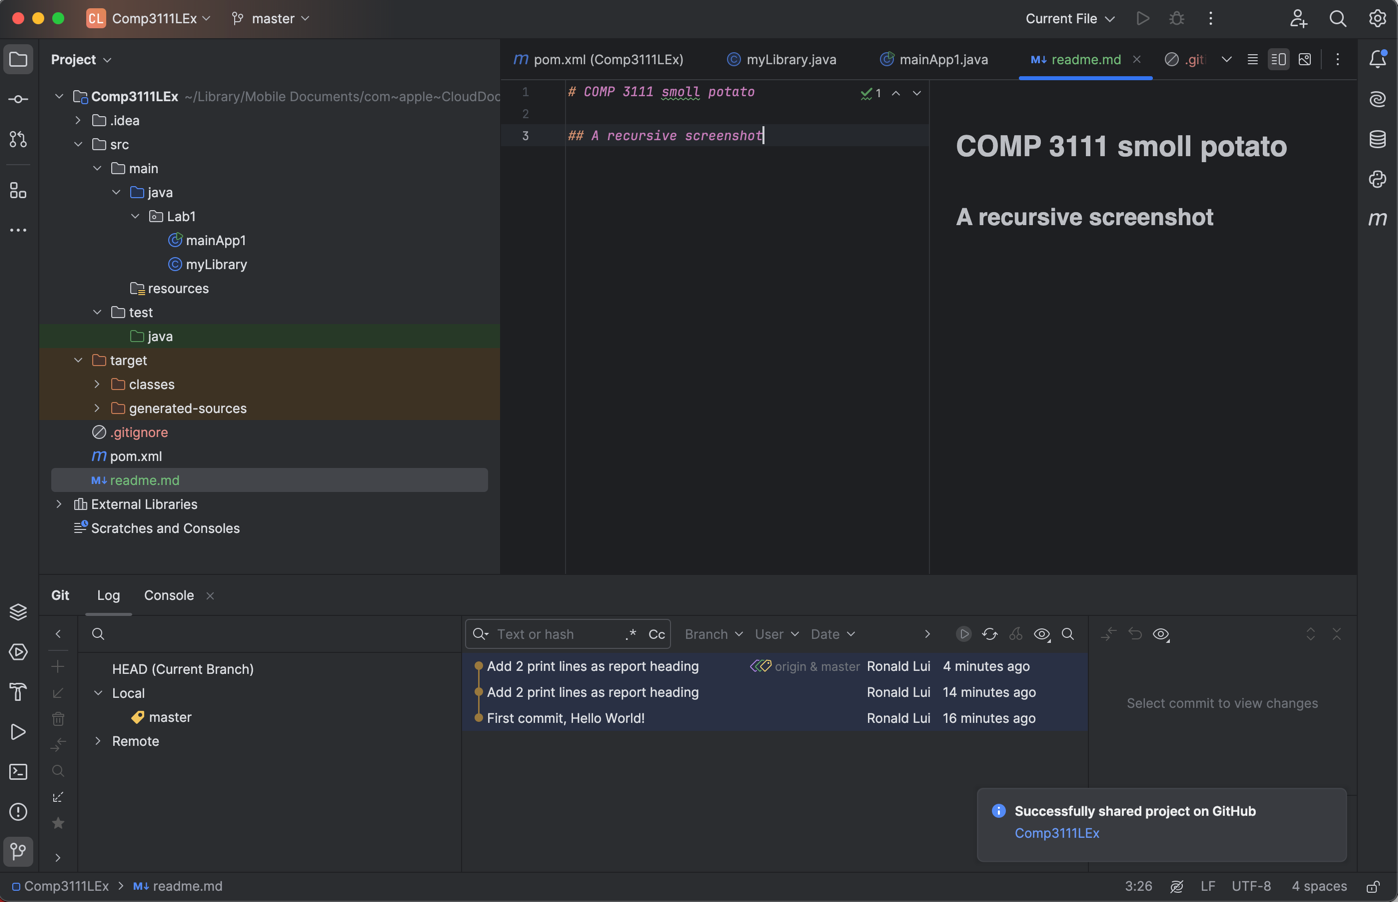 CL Comp3111LEx master Current File
Project
pom.xml (Comp3111LEx) myLibrary.java mainApp1.java M↓ readme.md .giti
Comp3111LEx ~/Library/Mobile Documents/com~apple~CloudDoc
.idea
src
main
java
Lab1
mainApp1
myLibrary
resources
test
java
target
classes
generated-sources
.gitignore
pom.xml
M↓ readme.md
External Libraries
Scratches and Consoles
1 # COMP 3111 smoll potato 1
2
3 ## A recursive screenshot
COMP 3111 smoll potato
A recursive screenshot
m
Git Log Console
Text or hash .* Cc Branch User Date
HEAD (Current Branch)
Local
master
Remote
Add 2 print lines as report heading origin & master Ronald Lui 4 minutes ago
Add 2 print lines as report heading Ronald Lui 14 minutes ago
First commit, Hello World! Ronald Lui 16 minutes ago
Select commit to view changes
Successfully shared project on GitHub
Comp3111LEx
Comp3111LEx > M↓ readme.md 3:26 LF UTF-8 4 spaces